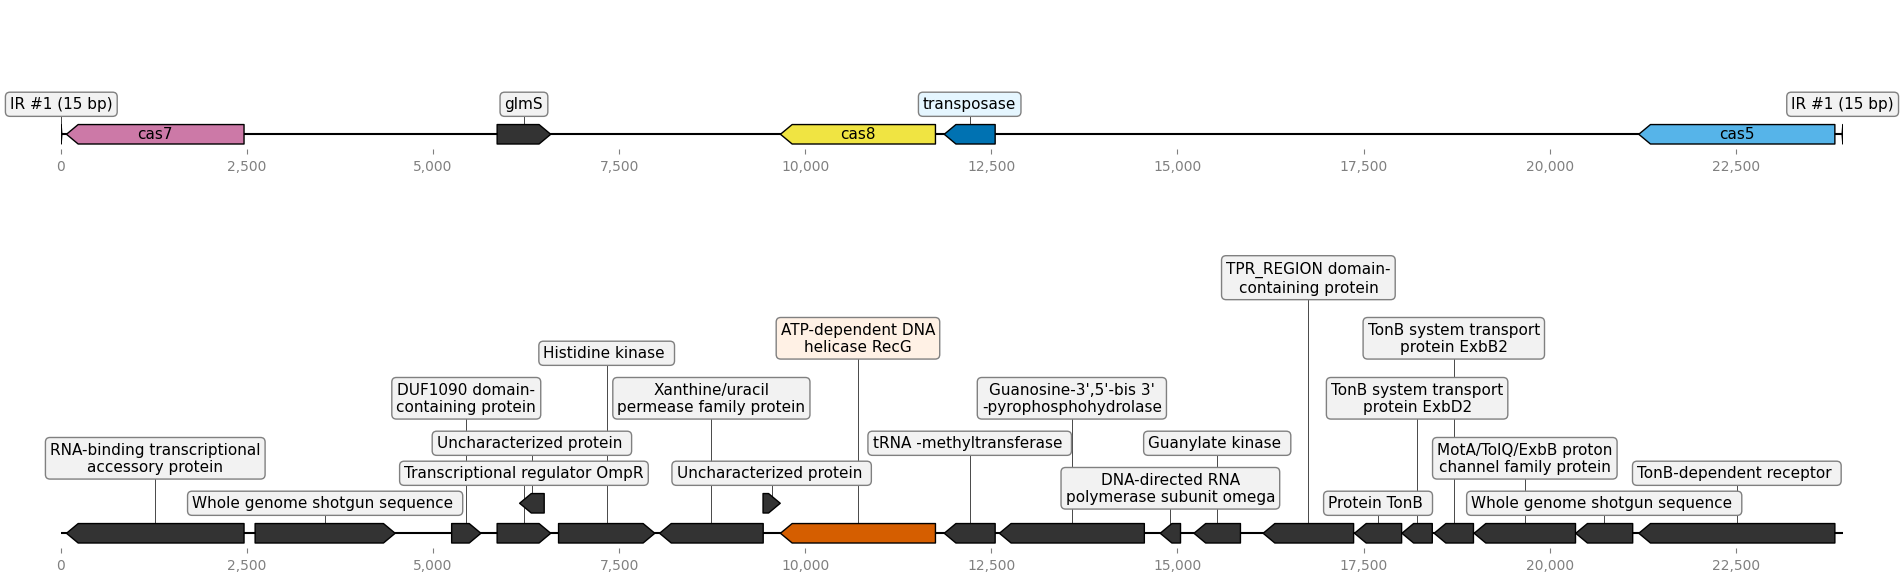 IR #1 (15 bp)
glmS
transposase
IR #1 (15 bp)
cas7
cas8
cas5
0
2,500
5,000
7,500
10,000
12,500
15,000
17,500
20,000
22,500
TPR_REGION domain-
containing protein
ATP-dependent DNA
helicase RecG
TonB system transport
protein ExbB2
Histidine kinase
DUF1090 domain-
containing protein
Xanthine/uracil
permease family protein
Guanosine-3',5'-bis 3'
-pyrophosphohydrolase
TonB system transport
protein ExbD2
RNA-binding transcriptional
accessory protein
Uncharacterized protein
tRNA -methyltransferase
Guanylate kinase
MotA/TolQ/ExbB proton
channel family protein
Transcriptional regulator OmpR
Uncharacterized protein
DNA-directed RNA
polymerase subunit omega
TonB-dependent receptor
Whole genome shotgun sequence
Protein TonB
Whole genome shotgun sequence
0
2,500
5,000
7,500
10,000
12,500
15,000
17,500
20,000
22,500